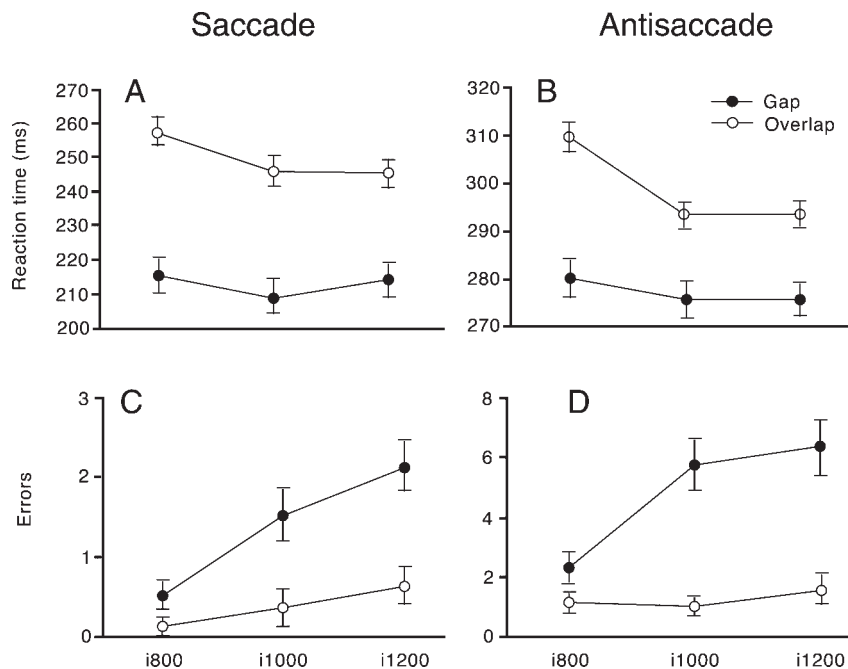 Saccade
Antisaccade
A
270
260
250
240
230
220
210
200
Reaction time (ms)
B
320
310
300
290
280
270
Gap
Overlap
C
3
2
1
0
Errors
i800
i1000
i1200
D
8
6
4
2
0
i800
i1000
i1200